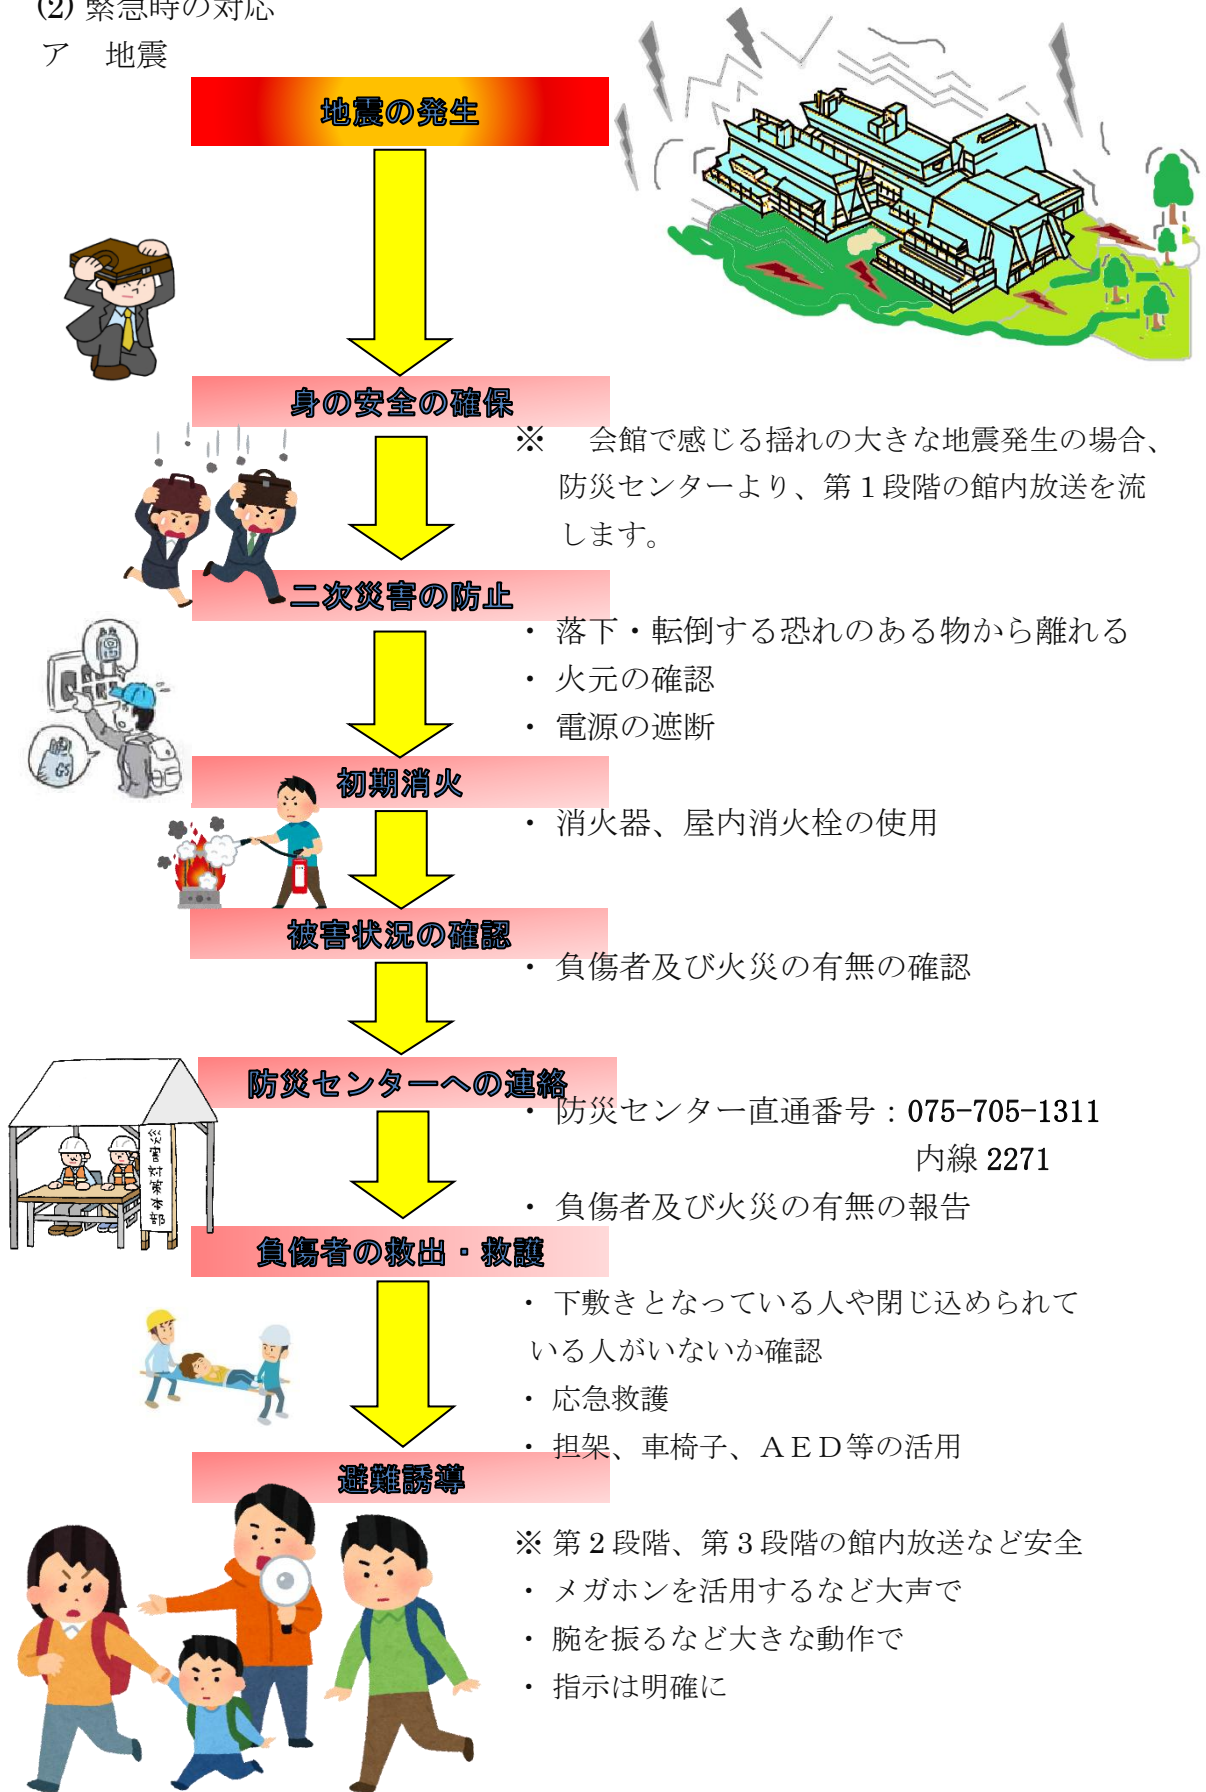 (2) 緊急時の対応
ア 地震
地震の発生
身の安全の確保
※ 会館で感じる揺れの大きな地震発生の場合、
防災センターより、第1段階の館内放送を流
します。
二次災害の防止
・ 落下・転倒する恐れのある物から離れる
・ 火元の確認
・ 電源の遮断
GS
初期消火
・ 消火器、屋内消火栓の使用
被害状況の確認
・ 負傷者及び火災の有無の確認
防災センターへの連絡
・ 防災センター直通番号:075-705-1311
内線 2271
・ 負傷者及び火災の有無の報告
災害対策本部
負傷者の救出・救護
・ 下敷きとなっている人や閉じ込められて
いる人がいないか確認
・ 応急救護
・ 担架、車椅子、AED等の活用
避難誘導
※ 第2段階、第3段階の館内放送など安全
・ メガホンを活用するなど大声で
・ 腕を振るなど大きな動作で
・ 指示は明確に